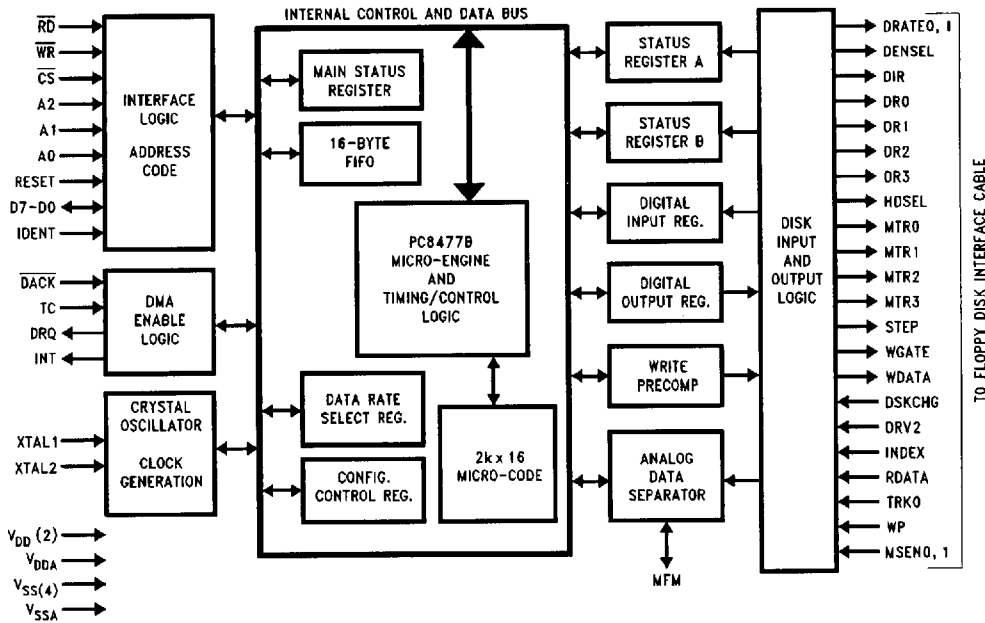 INTERNAL CONTROL AND DATA BUS
RD
WR
CS
A2
A1
A0
RESET
D7-D0
IDENT
INTERFACE
LOGIC
ADDRESS
CODE
DACK
TC
DRQ
INT
DMA
ENABLE
LOGIC
XTAL1
XTAL2
CRYSTAL
OSCILLATOR
CLOCK
GENERATION
VDD (2)
VDDA
VSS(4)
VSSA
MAIN STATUS
REGISTER
16-BYTE
FIFO
PC8477B
MICRO-ENGINE
AND
TIMING/CONTROL
LOGIC
DATA RATE
SELECT REG.
CONFIG.
CONTROL REG.
2k x 16
MICRO-CODE
STATUS
REGISTER A
STATUS
REGISTER B
DIGITAL
INPUT REG.
DIGITAL
OUTPUT REG.
WRITE
PRECOMP
ANALOG
DATA
SEPARATOR
MFM
DISK
INPUT
AND
OUTPUT
LOGIC
DRATE0, 1
DENSEL
DIR
DR0
DR1
DR2
DR3
HDSEL
MTR0
MTR1
MTR2
MTR3
STEP
WGATE
WDATA
DSKCHG
DRV2
INDEX
RDATA
TRK0
WP
MSEN0, 1
TO FLOPPY DISK INTERFACE CABLE